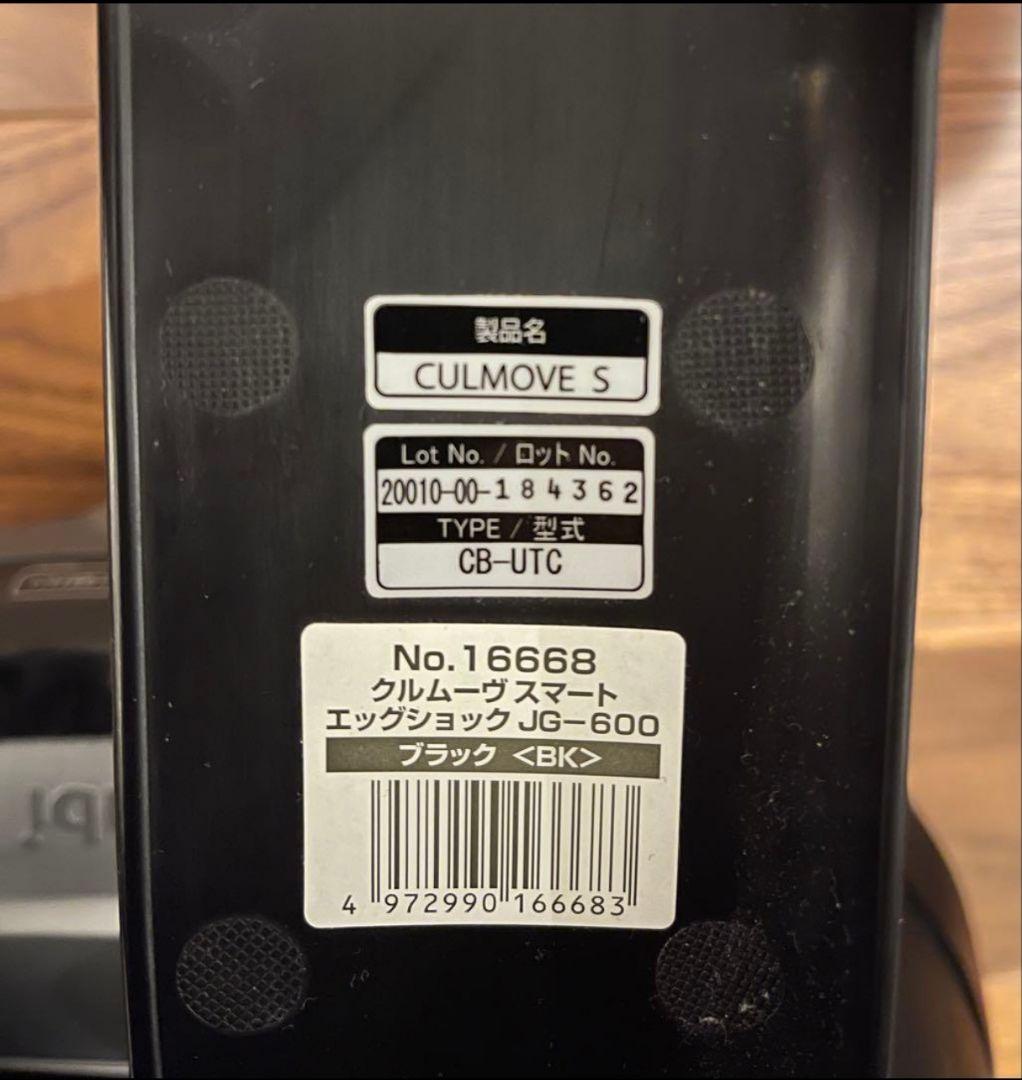 製品名
CULMOVE S
Lot No. / ロット No.
20010-00-184362
TYPE / 型式
CB-UTC
No.16668
クルムーヴ スマート
エッグショック JG-600
ブラック <BK>
4 972990 166683